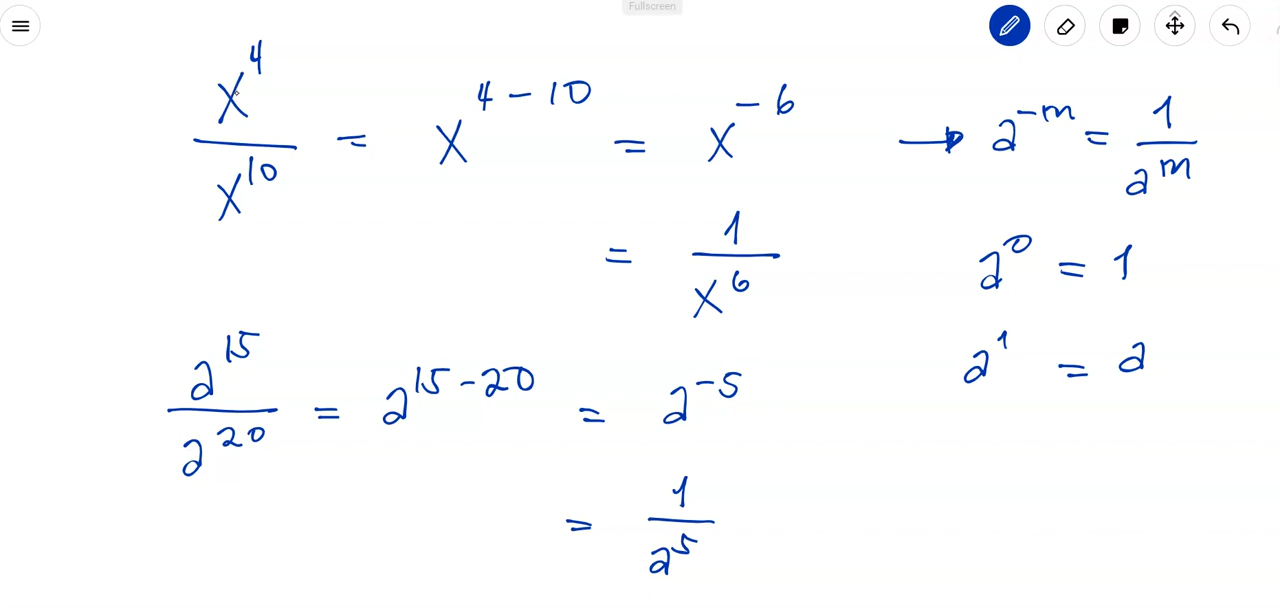 Fullscreen
x^4 / x^10 = x^(4 - 10) = x^(-6) → a^(-m) = 1 / a^m
= 1 / x^6
a^0 = 1
a^15 / a^20 = a^(15 - 20) = a^(-5)
a^1 = a
= 1 / a^5